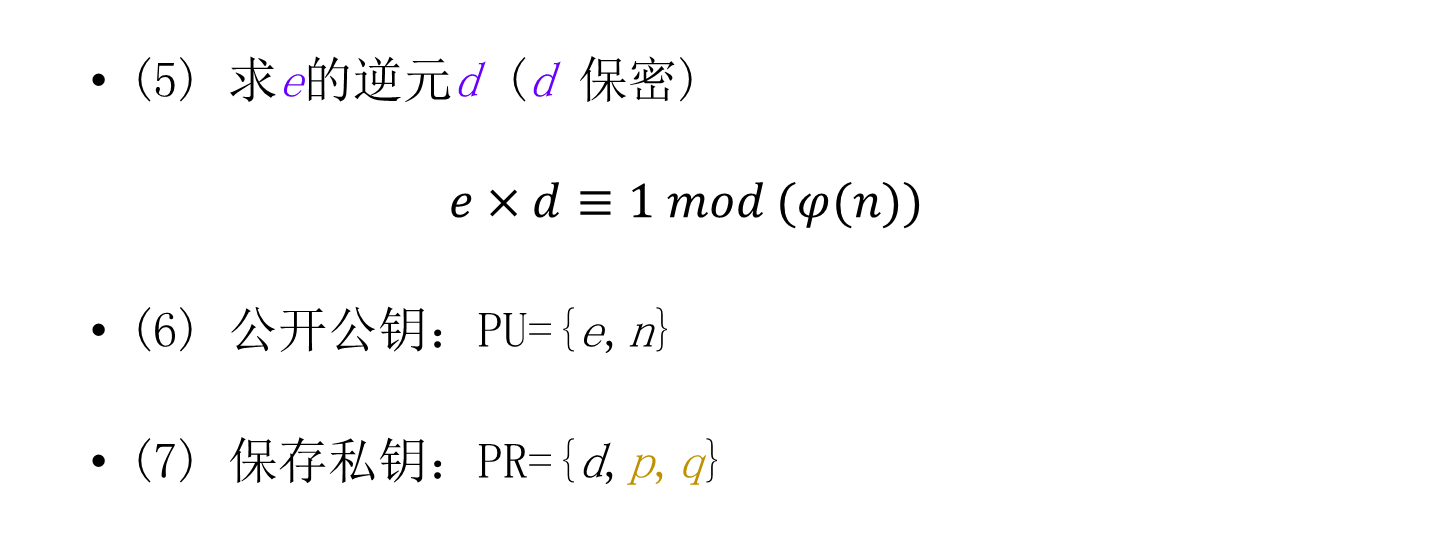 • (5) 求e的逆元d (d 保密)
e × d ≡ 1 mod (φ(n))
• (6) 公开公钥：PU={e, n}
• (7) 保存私钥：PR={d, p, q}